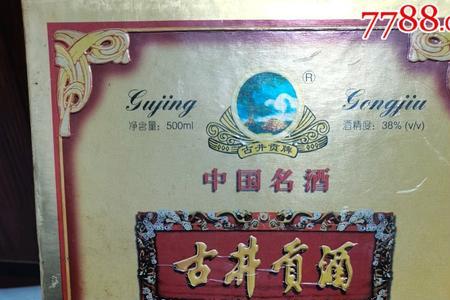 7788.c
Gujing
®
Gongjiu
净含量：500ml
酒精度：38% (v/v)
古井贡牌
中国名酒
古井贡酒